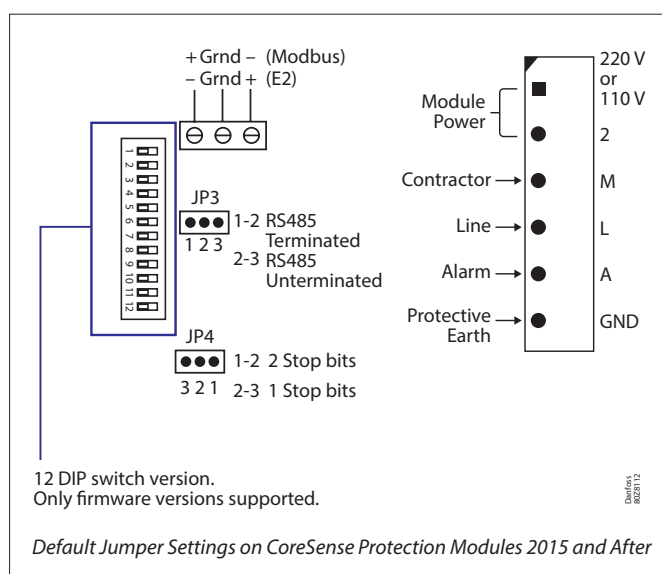 + Grnd – (Modbus)
– Grnd + (E2)
1
2
3
4
5
6
7
8
9
10
11
12
JP3
1 2 3
1-2 RS485
Terminated
2-3 RS485
Unterminated
JP4
3 2 1
1-2 2 Stop bits
2-3 1 Stop bits
220 V
or
110 V
Module
Power
2
Contractor
M
Line
L
Alarm
A
Protective
Earth
GND
12 DIP switch version.
Only firmware versions supported.
Danfoss
80Z8112
Default Jumper Settings on CoreSense Protection Modules 2015 and After